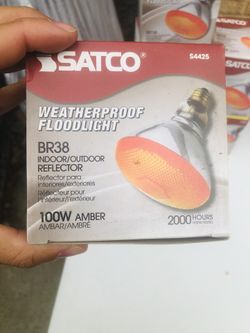 SATCO
S4425
WEATHERPROOF
FLOODLIGHT
BR38
INDOOR/OUTDOOR
REFLECTOR
Reflector para
interiores/exteriores
Réflecteur pour
l'intérieur/l'extérieur
100W AMBER
AMBAR/AMBRE
2000 HOURS